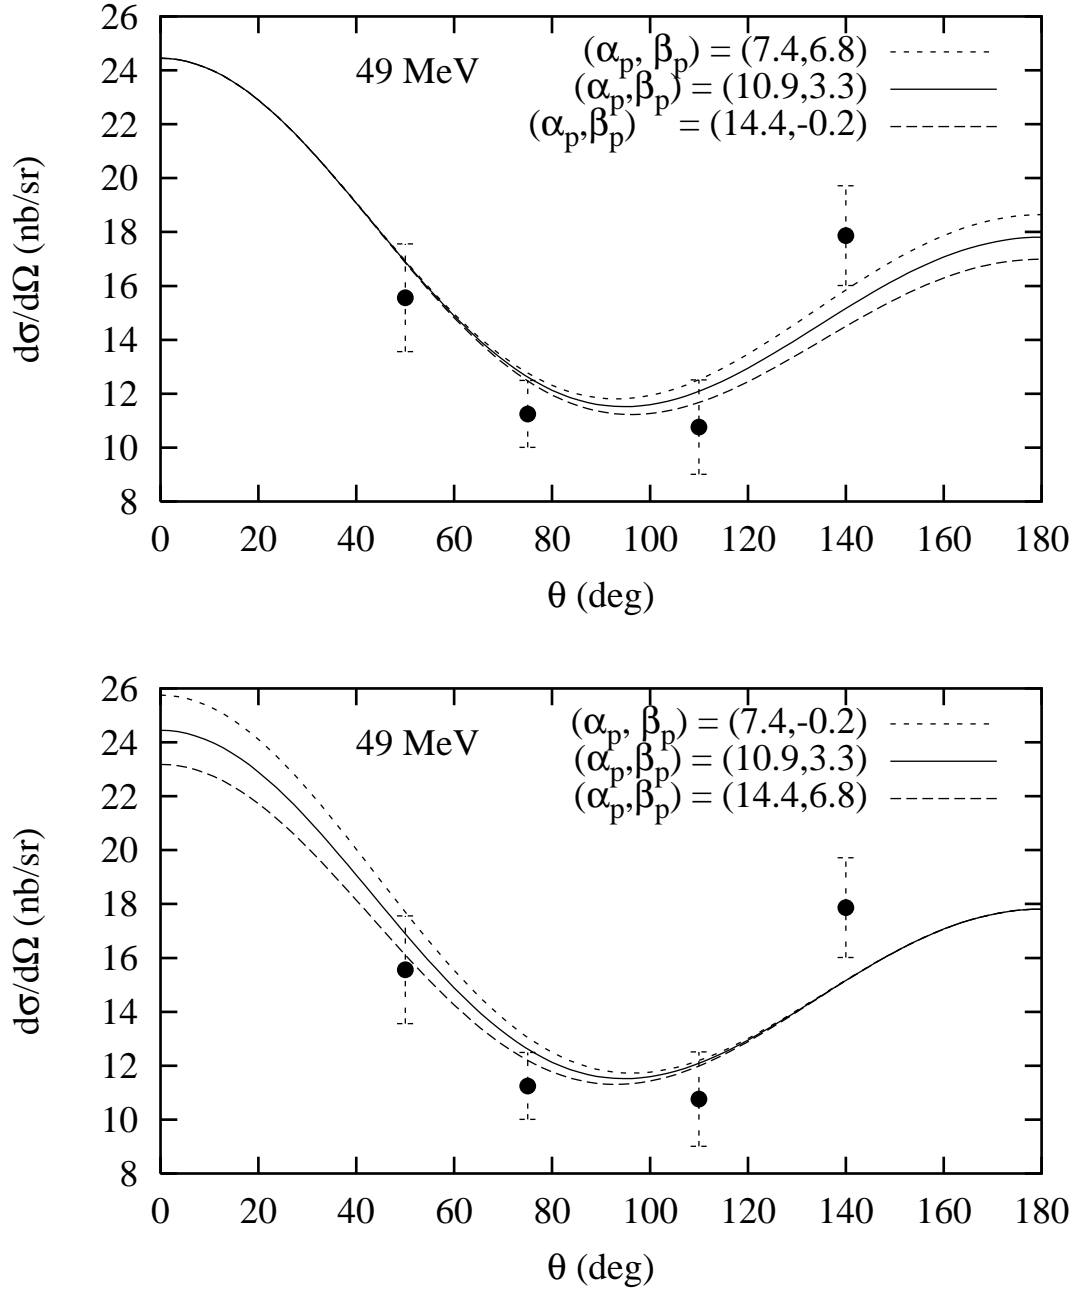 26
24
22
20
18
16
14
12
10
8
dσ/dΩ (nb/sr)
49 MeV
(αp, βp) = (7.4,6.8)
(αp,βp) = (10.9,3.3)
(αp,βp) = (14.4,-0.2)
0 20 40 60 80 100 120 140 160 180
θ (deg)
26
24
22
20
18
16
14
12
10
8
dσ/dΩ (nb/sr)
49 MeV
(αp, βp) = (7.4,-0.2)
(αp,βp) = (10.9,3.3)
(αp,βp) = (14.4,6.8)
0 20 40 60 80 100 120 140 160 180
θ (deg)